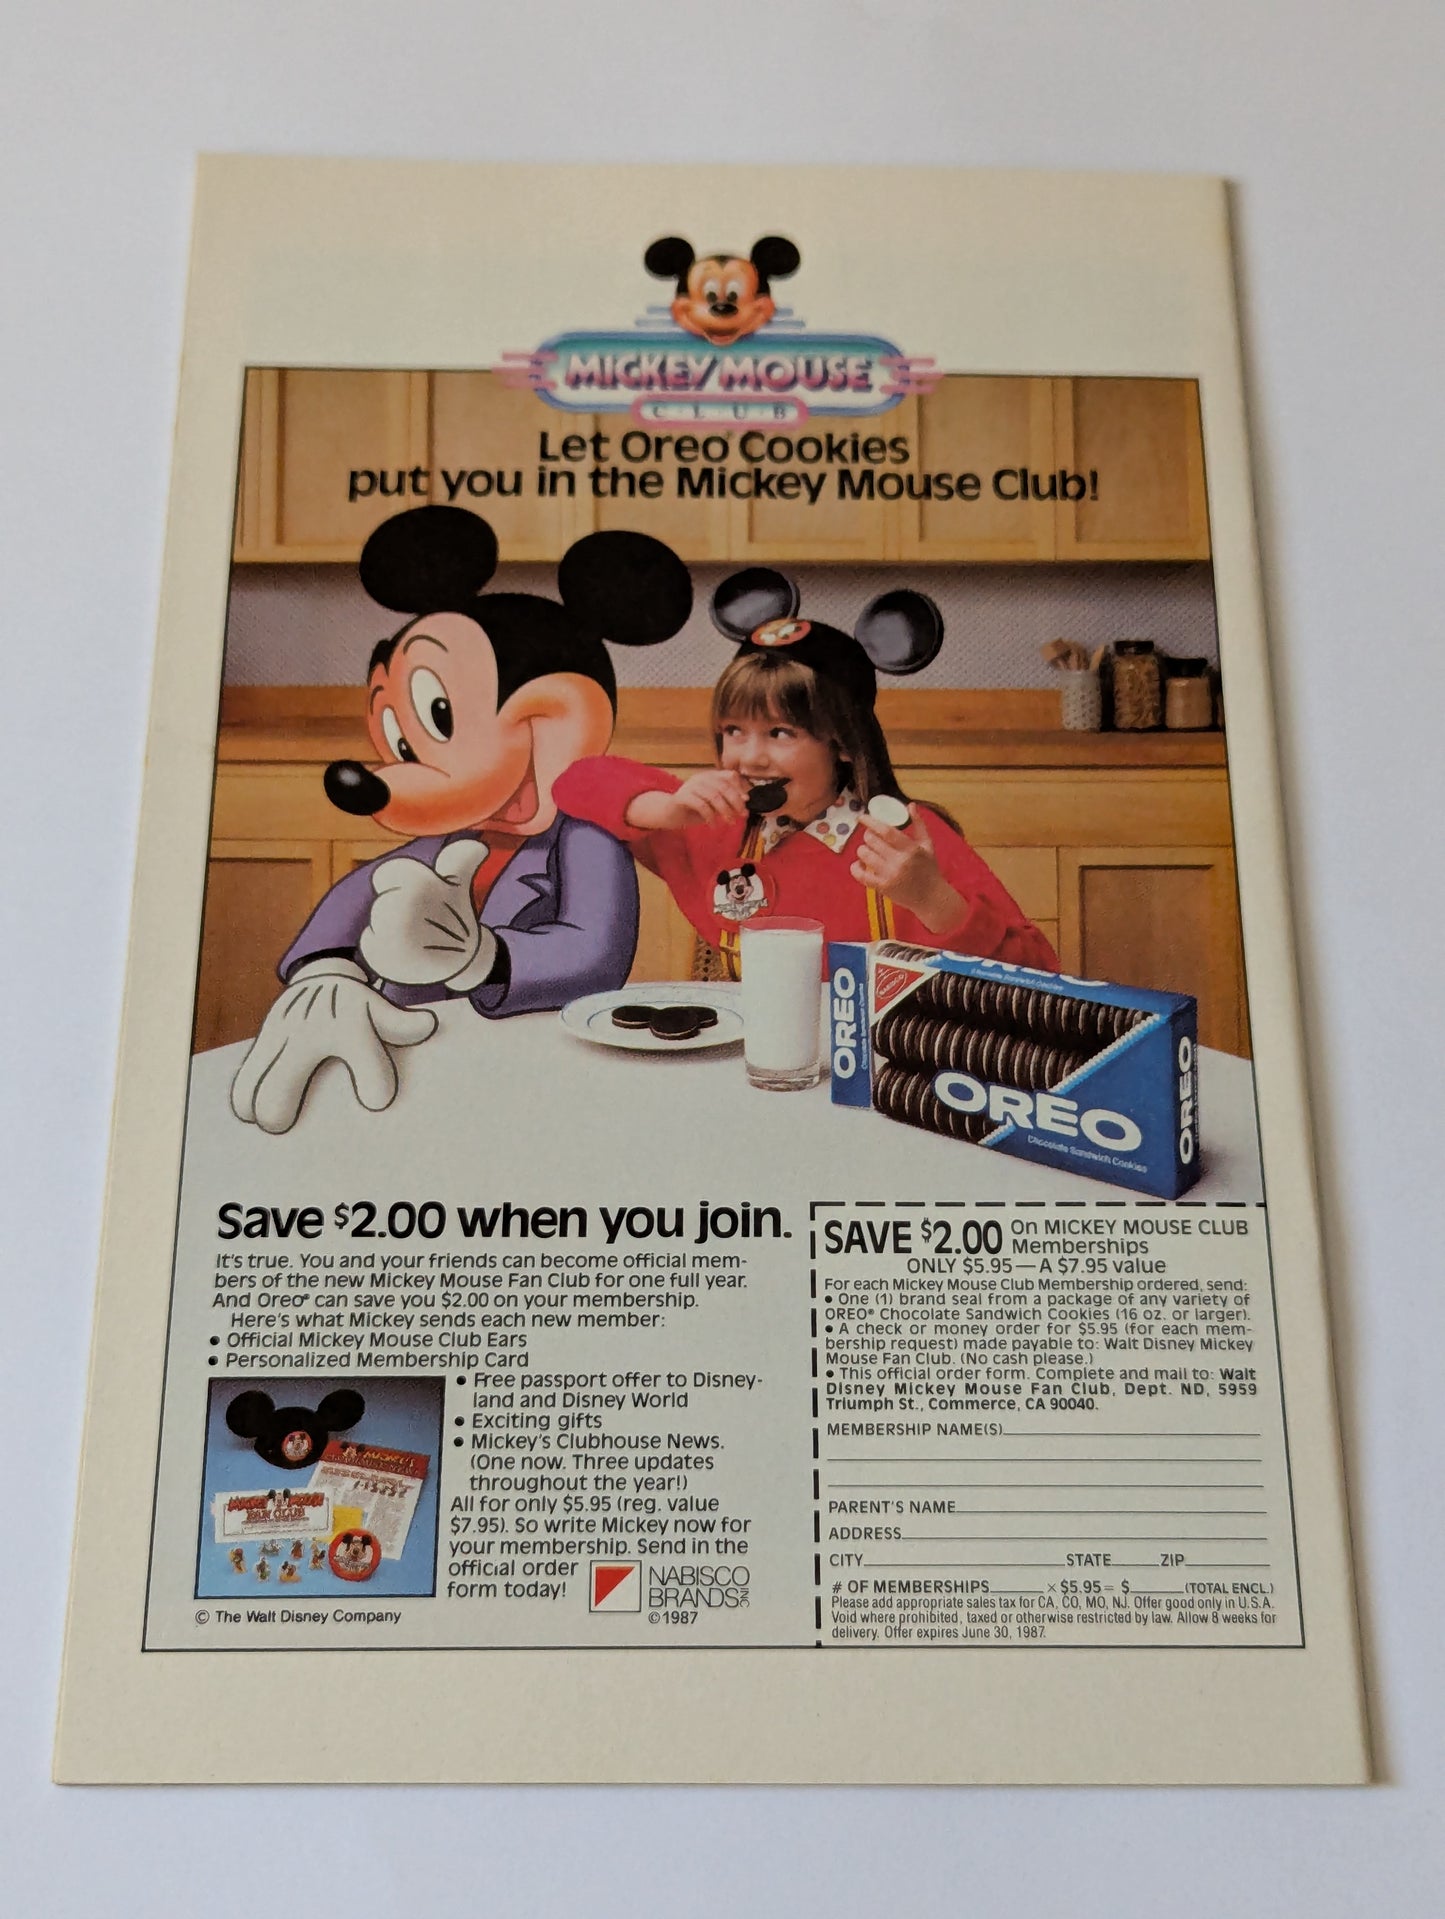 MICKEY MOUSE
CLUB
Let Oreo® Cookies
put you in the Mickey Mouse Club!
OREO
Chocolate Sandwich Cookies
NABISCO
OREO
Chocolate Sandwich Cookies
OREO
Save $2.00 when you join.
It's true. You and your friends can become official mem-
bers of the new Mickey Mouse Fan Club for one full year.
And Oreo® can save you $2.00 on your membership.
Here's what Mickey sends each new member:
• Official Mickey Mouse Club Ears
• Personalized Membership Card
• Free passport offer to Disney-
land and Disney World
• Exciting gifts
• Mickey's Clubhouse News.
(One now. Three updates
throughout the year!)
All for only $5.95 (reg. value
$7.95). So write Mickey now for
your membership. Send in the
official order
form today!
MICKEY MOUSE
FAN CLUB
NABISCO
BRANDS INC
© 1987
© The Walt Disney Company
SAVE $2.00 On MICKEY MOUSE CLUB
Memberships
ONLY $5.95—A $7.95 value
For each Mickey Mouse Club Membership ordered, send:
• One (1) brand seal from a package of any variety of
OREO® Chocolate Sandwich Cookies (16 oz. or larger).
• A check or money order for $5.95 (for each mem-
bership request) made payable to: Walt Disney Mickey
Mouse Fan Club. (No cash please.)
• This official order form. Complete and mail to: Walt
Disney Mickey Mouse Fan Club, Dept. ND, 5959
Triumph St., Commerce, CA 90040.
MEMBERSHIP NAME(S)
PARENT'S NAME
ADDRESS
CITY STATE ZIP
# OF MEMBERSHIPS × $5.95 = $ (TOTAL ENCL.)
Please add appropriate sales tax for CA, CO, MO, NJ. Offer good only in U.S.A.
Void where prohibited, taxed or otherwise restricted by law. Allow 8 weeks for
delivery. Offer expires June 30, 1987.